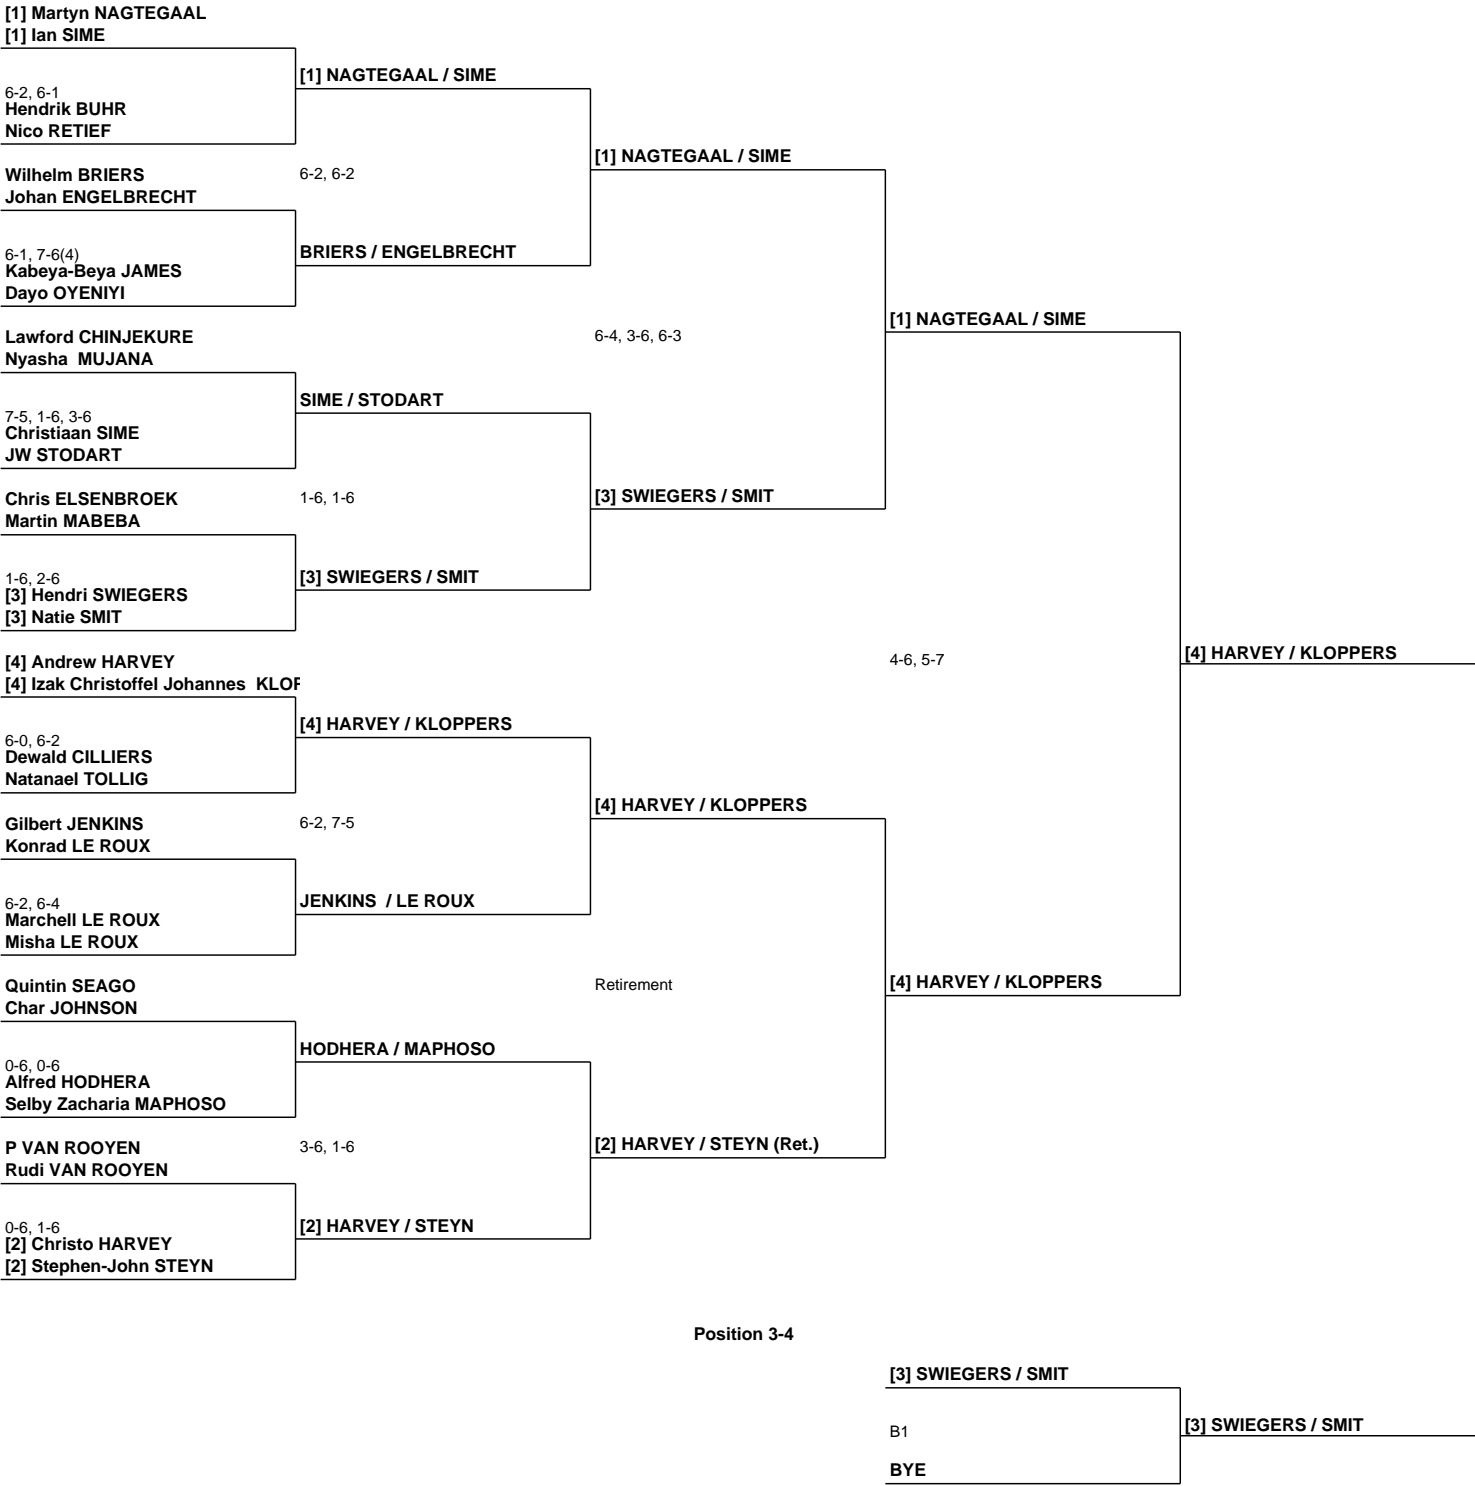 [1] Martyn NAGTEGAAL
[1] Ian SIME
[1] NAGTEGAAL / SIME
6-2, 6-1
Hendrik BUHR
Nico RETIEF
[1] NAGTEGAAL / SIME
Wilhelm BRIERS
6-2, 6-2
Johan ENGELBRECHT
BRIERS / ENGELBRECHT
6-1, 7-6(4)
Kabeya-Beya JAMES
Dayo OYENIYI
[1] NAGTEGAAL / SIME
Lawford CHINJEKURE
6-4, 3-6, 6-3
Nyasha  MUJANA
SIME / STODART
7-5, 1-6, 3-6
Christiaan SIME
JW STODART
Chris ELSENBROEK
1-6, 1-6
[3] SWIEGERS / SMIT
Martin MABEBA
[3] SWIEGERS / SMIT
1-6, 2-6
[3] Hendri SWIEGERS
[3] Natie SMIT
[4] HARVEY / KLOPPERS
[4] Andrew HARVEY
4-6, 5-7
[4] Izak Christoffel Johannes  KLOF
[4] HARVEY / KLOPPERS
6-0, 6-2
Dewald CILLIERS
Natanael TOLLIG
[4] HARVEY / KLOPPERS
Gilbert JENKINS
6-2, 7-5
Konrad LE ROUX
JENKINS  / LE ROUX
6-2, 6-4
Marchell LE ROUX
Misha LE ROUX
Quintin SEAGO
Retirement
[4] HARVEY / KLOPPERS
Char JOHNSON
HODHERA / MAPHOSO
0-6, 0-6
Alfred HODHERA
Selby Zacharia MAPHOSO
P VAN ROOYEN
3-6, 1-6
[2] HARVEY / STEYN (Ret.)
Rudi VAN ROOYEN
[2] HARVEY / STEYN
0-6, 1-6
[2] Christo HARVEY
[2] Stephen-John STEYN
Position 3-4
[3] SWIEGERS / SMIT
B1
[3] SWIEGERS / SMIT
BYE